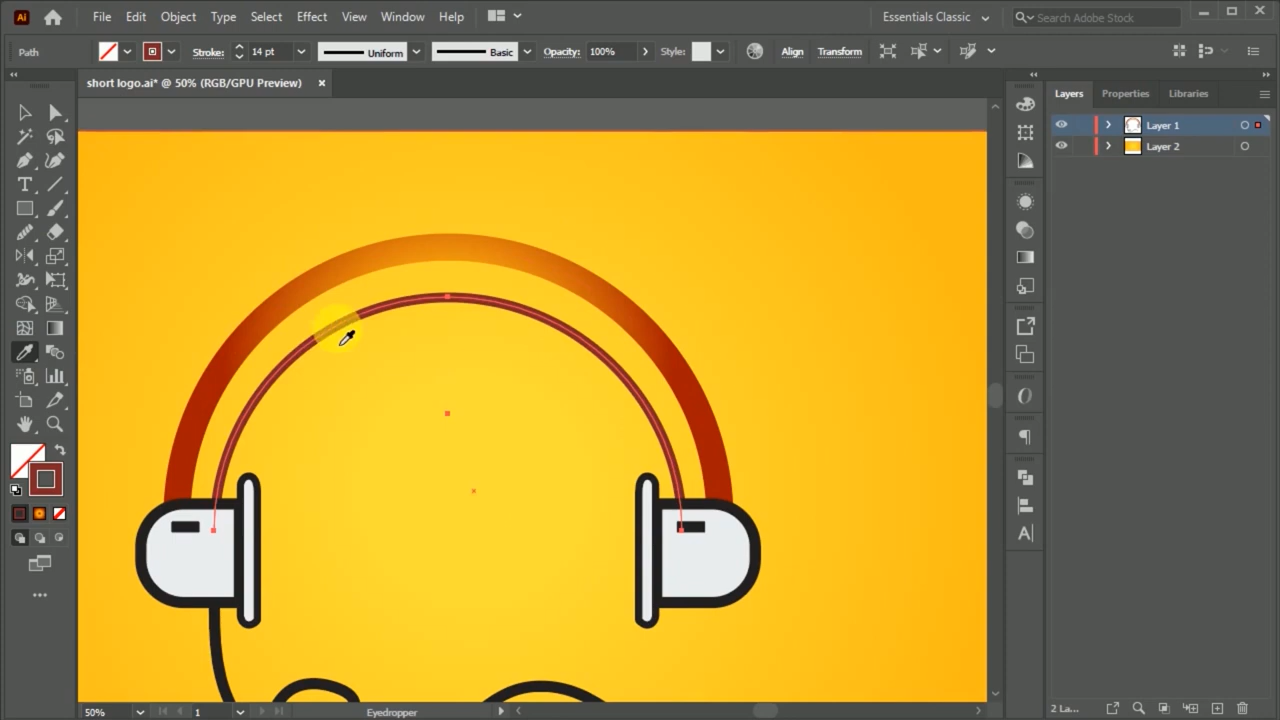 Ai File Edit Object Type Select Effect View Window Help Essentials Classic Search Adobe Stock
Path Stroke: 14 pt Uniform Basic Opacity: 100% Style: Align Transform
short logo.ai* @ 50% (RGB/GPU Preview)
Layers Properties Libraries
Layer 1
Layer 2
50% 1 Eyedropper 2 La...